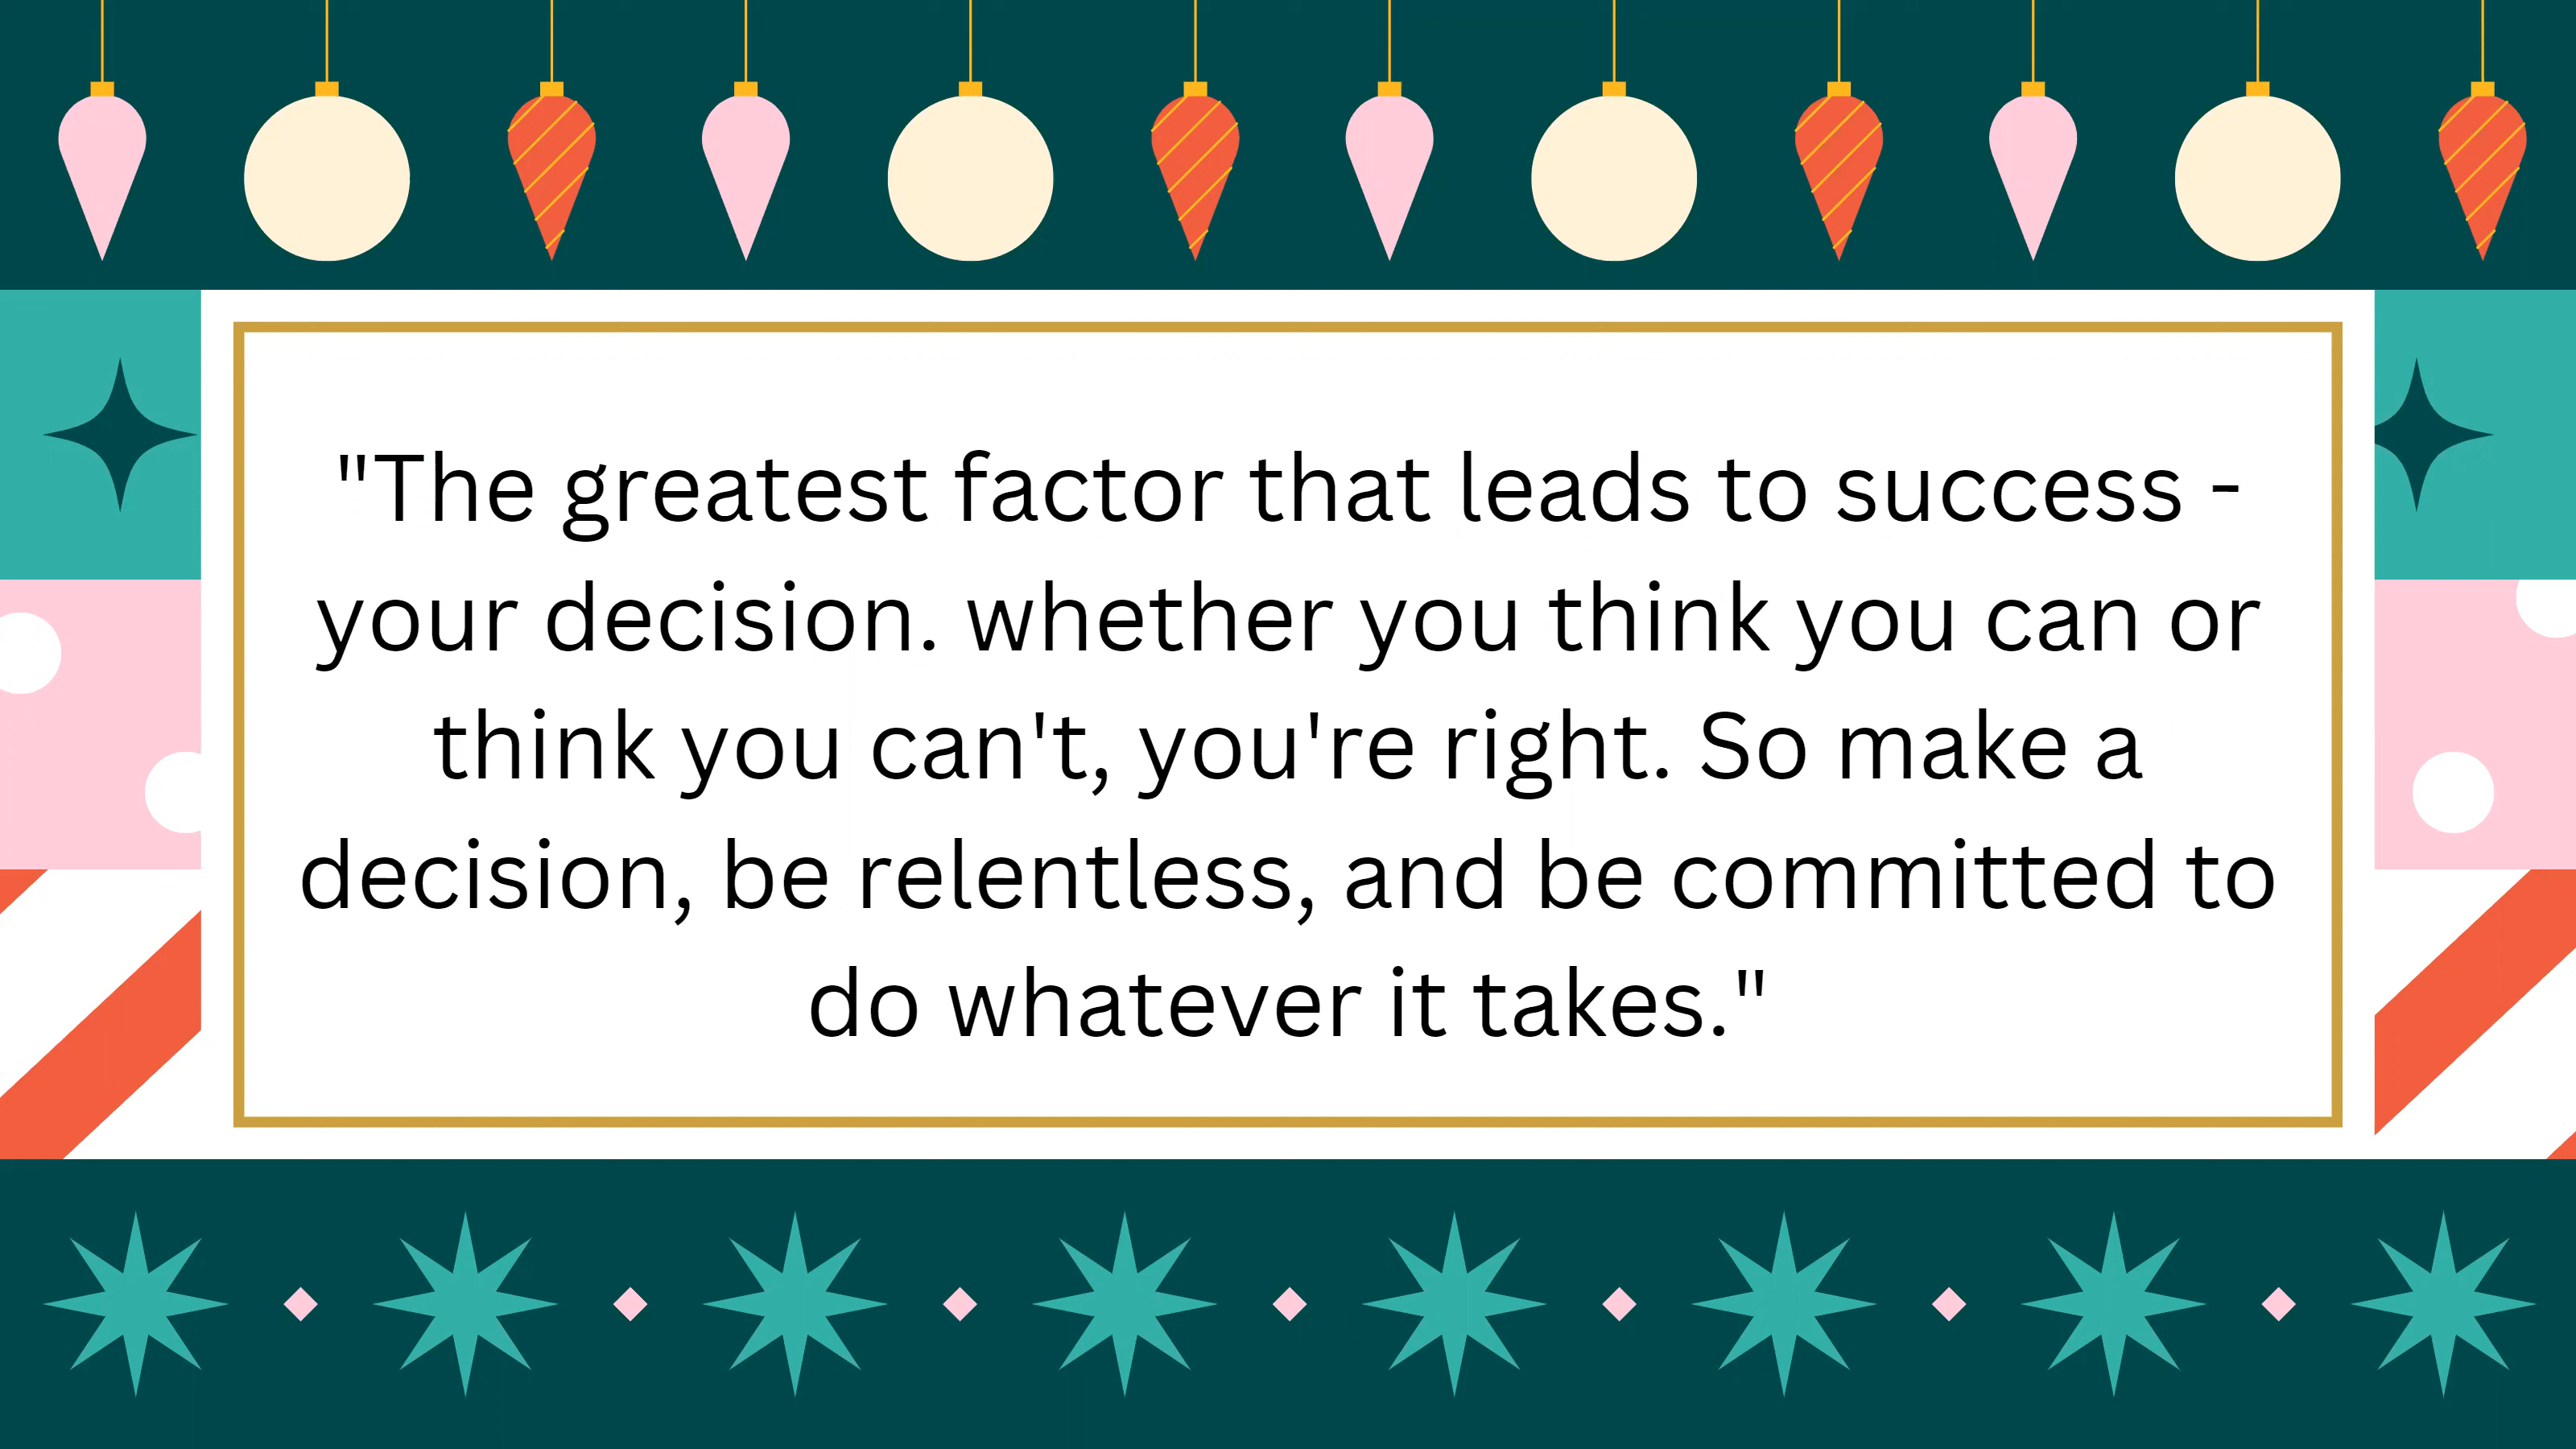 "The greatest factor that leads to success -
your decision. whether you think you can or
think you can't, you're right. So make a
decision, be relentless, and be committed to
do whatever it takes."